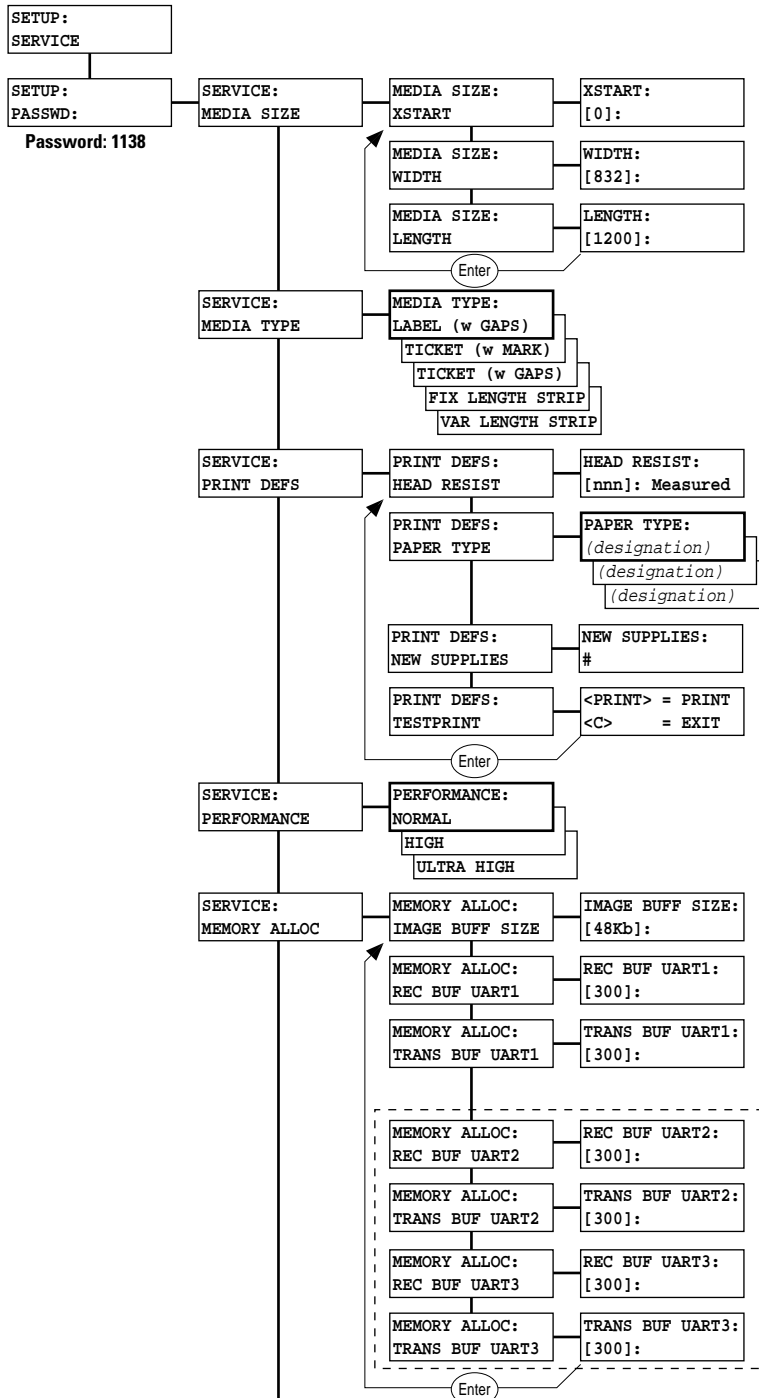 SETUP:
SERVICE
SETUP:
PASSWD:
Password: 1138
SERVICE:
MEDIA SIZE
MEDIA SIZE:
XSTART
XSTART:
[0]:
MEDIA SIZE:
WIDTH
WIDTH:
[832]:
MEDIA SIZE:
LENGTH
LENGTH:
[1200]:
Enter
SERVICE:
MEDIA TYPE
MEDIA TYPE:
LABEL (w GAPS)
TICKET (w MARK)
TICKET (w GAPS)
FIX LENGTH STRIP
VAR LENGTH STRIP
SERVICE:
PRINT DEFS
PRINT DEFS:
HEAD RESIST
HEAD RESIST:
[nnn]: Measured
PRINT DEFS:
PAPER TYPE
PAPER TYPE:
(designation)
(designation)
(designation)
PRINT DEFS:
NEW SUPPLIES
NEW SUPPLIES:
#
PRINT DEFS:
TESTPRINT
<PRINT> = PRINT
<C> = EXIT
Enter
SERVICE:
PERFORMANCE
PERFORMANCE:
NORMAL
HIGH
ULTRA HIGH
SERVICE:
MEMORY ALLOC
MEMORY ALLOC:
IMAGE BUFF SIZE
IMAGE BUFF SIZE:
[48Kb]:
MEMORY ALLOC:
REC BUF UART1
REC BUF UART1:
[300]:
MEMORY ALLOC:
TRANS BUF UART1
TRANS BUF UART1:
[300]:
MEMORY ALLOC:
REC BUF UART2
REC BUF UART2:
[300]:
MEMORY ALLOC:
TRANS BUF UART2
TRANS BUF UART2:
[300]:
MEMORY ALLOC:
REC BUF UART3
REC BUF UART3:
[300]:
MEMORY ALLOC:
TRANS BUF UART3
TRANS BUF UART3:
[300]:
Enter